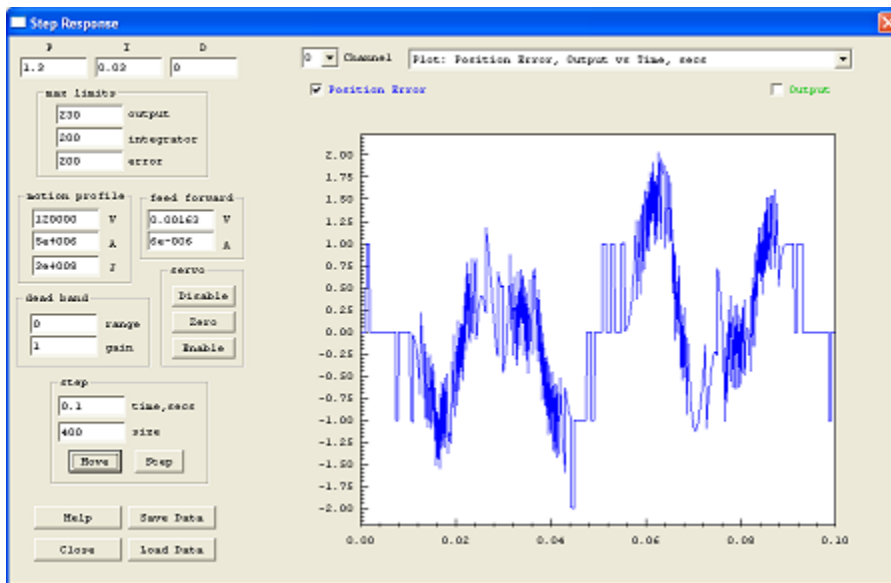 Step Response
P I D
1.2 0.02 0
max limits
230 output
200 integrator
200 error
motion profile
120000 V
5e+006 A
2e+009 J
feed forward
0.00163 V
6e-006 A
servo
Disable
Zero
Enable
dead band
0 range
1 gain
step
0.1 time,secs
400 size
Move Step
Help Save Data
Close Load Data
0 Channel Plot: Position Error, Output vs Time, secs
Position Error Output
2.00
1.75
1.50
1.25
1.00
0.75
0.50
0.25
0.00
-0.25
-0.50
-0.75
-1.00
-1.25
-1.50
-1.75
-2.00
0.00 0.02 0.04 0.06 0.08 0.10